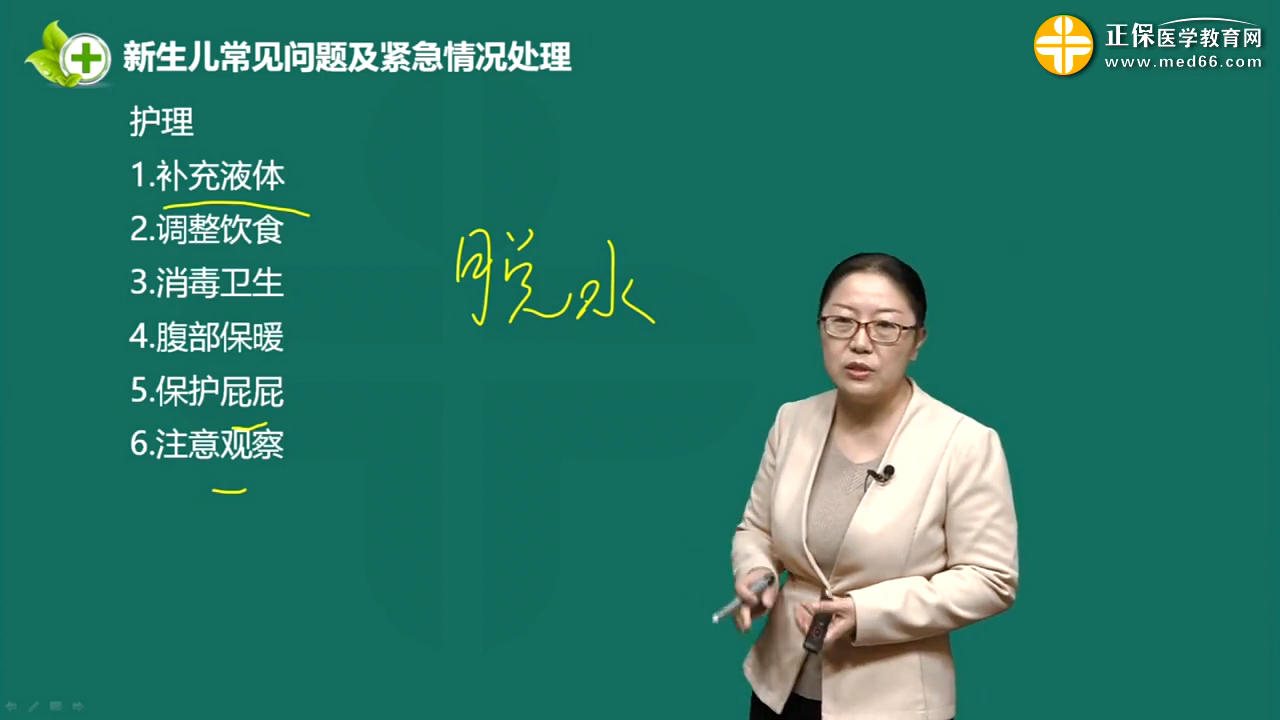 新生儿常见问题及紧急情况处理
正保医学教育网
www.med66.com
护理
1.补充液体
2.调整饮食
3.消毒卫生
4.腹部保暖
5.保护屁屁
6.注意观察
脱水